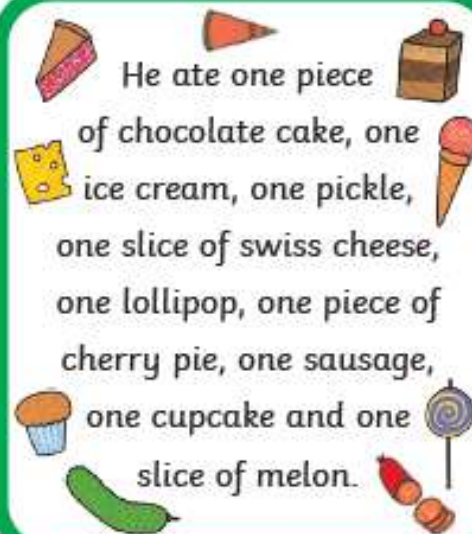 He ate one piece
of chocolate cake, one
ice cream, one pickle,
one slice of swiss cheese,
one lollipop, one piece of
cherry pie, one sausage,
one cupcake and one
slice of melon.